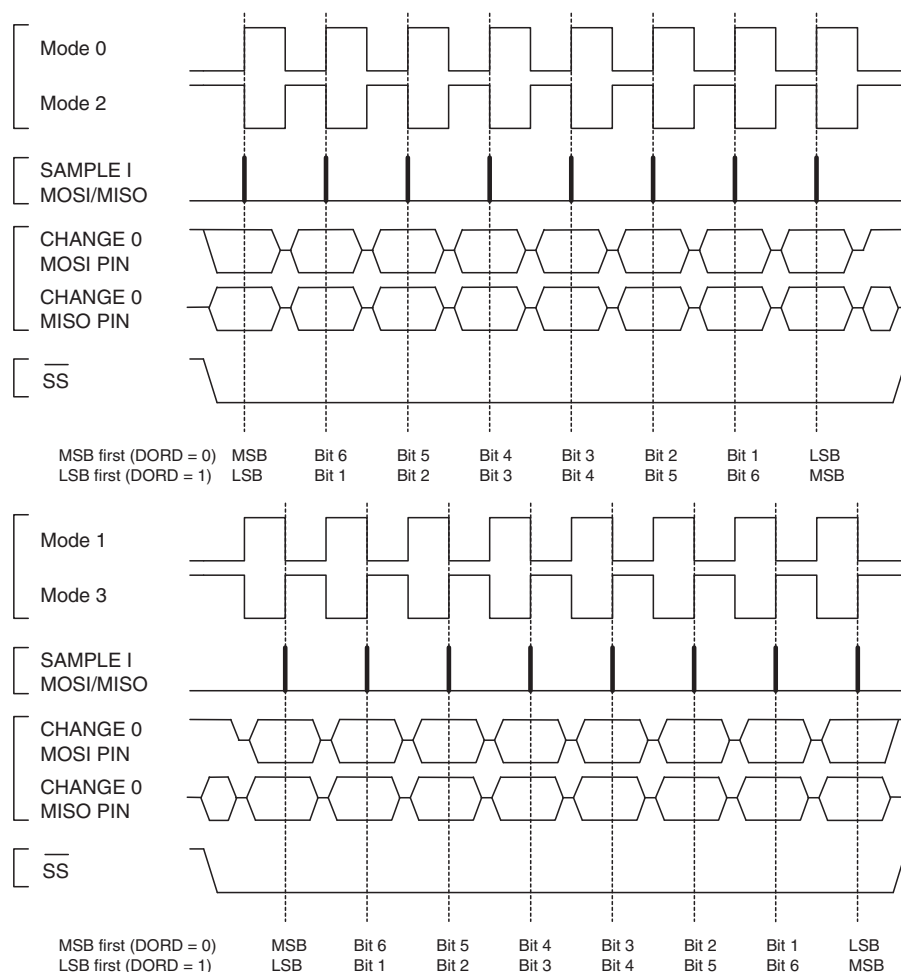 Mode 0
Mode 2
SAMPLE I
MOSI/MISO
CHANGE 0
MOSI PIN
CHANGE 0
MISO PIN
SS
MSB first (DORD = 0) MSB Bit 6 Bit 5 Bit 4 Bit 3 Bit 2 Bit 1 LSB
LSB first (DORD = 1) LSB Bit 1 Bit 2 Bit 3 Bit 4 Bit 5 Bit 6 MSB
Mode 1
Mode 3
SAMPLE I
MOSI/MISO
CHANGE 0
MOSI PIN
CHANGE 0
MISO PIN
SS
MSB first (DORD = 0) MSB Bit 6 Bit 5 Bit 4 Bit 3 Bit 2 Bit 1 LSB
LSB first (DORD = 1) LSB Bit 1 Bit 2 Bit 3 Bit 4 Bit 5 Bit 6 MSB